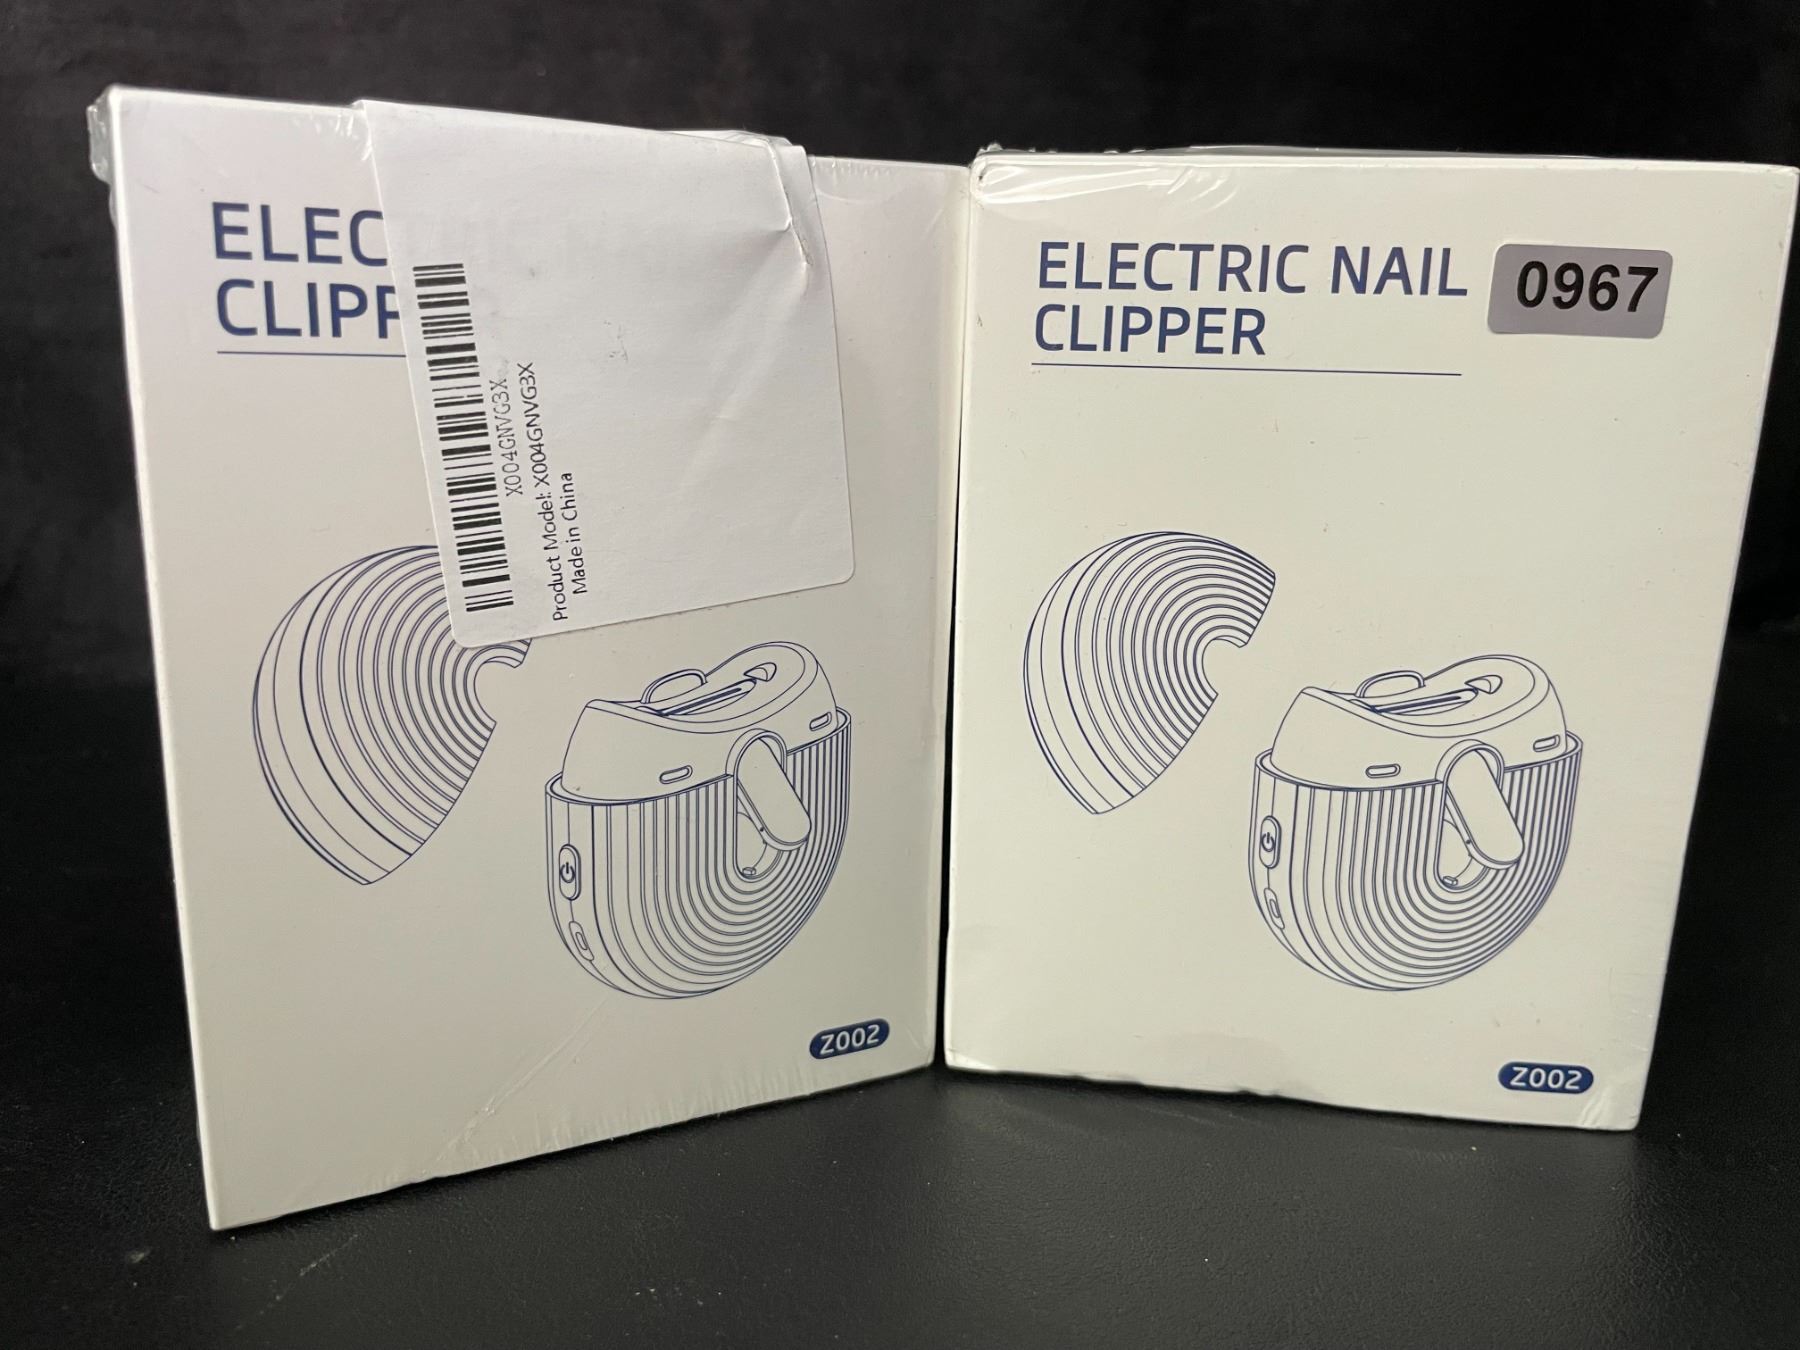 ELEC
CLIPP
X004GNVG3X
Product Model: X004GNVG3X
Made in China
Z002
ELECTRIC NAIL
CLIPPER
0967
Z002